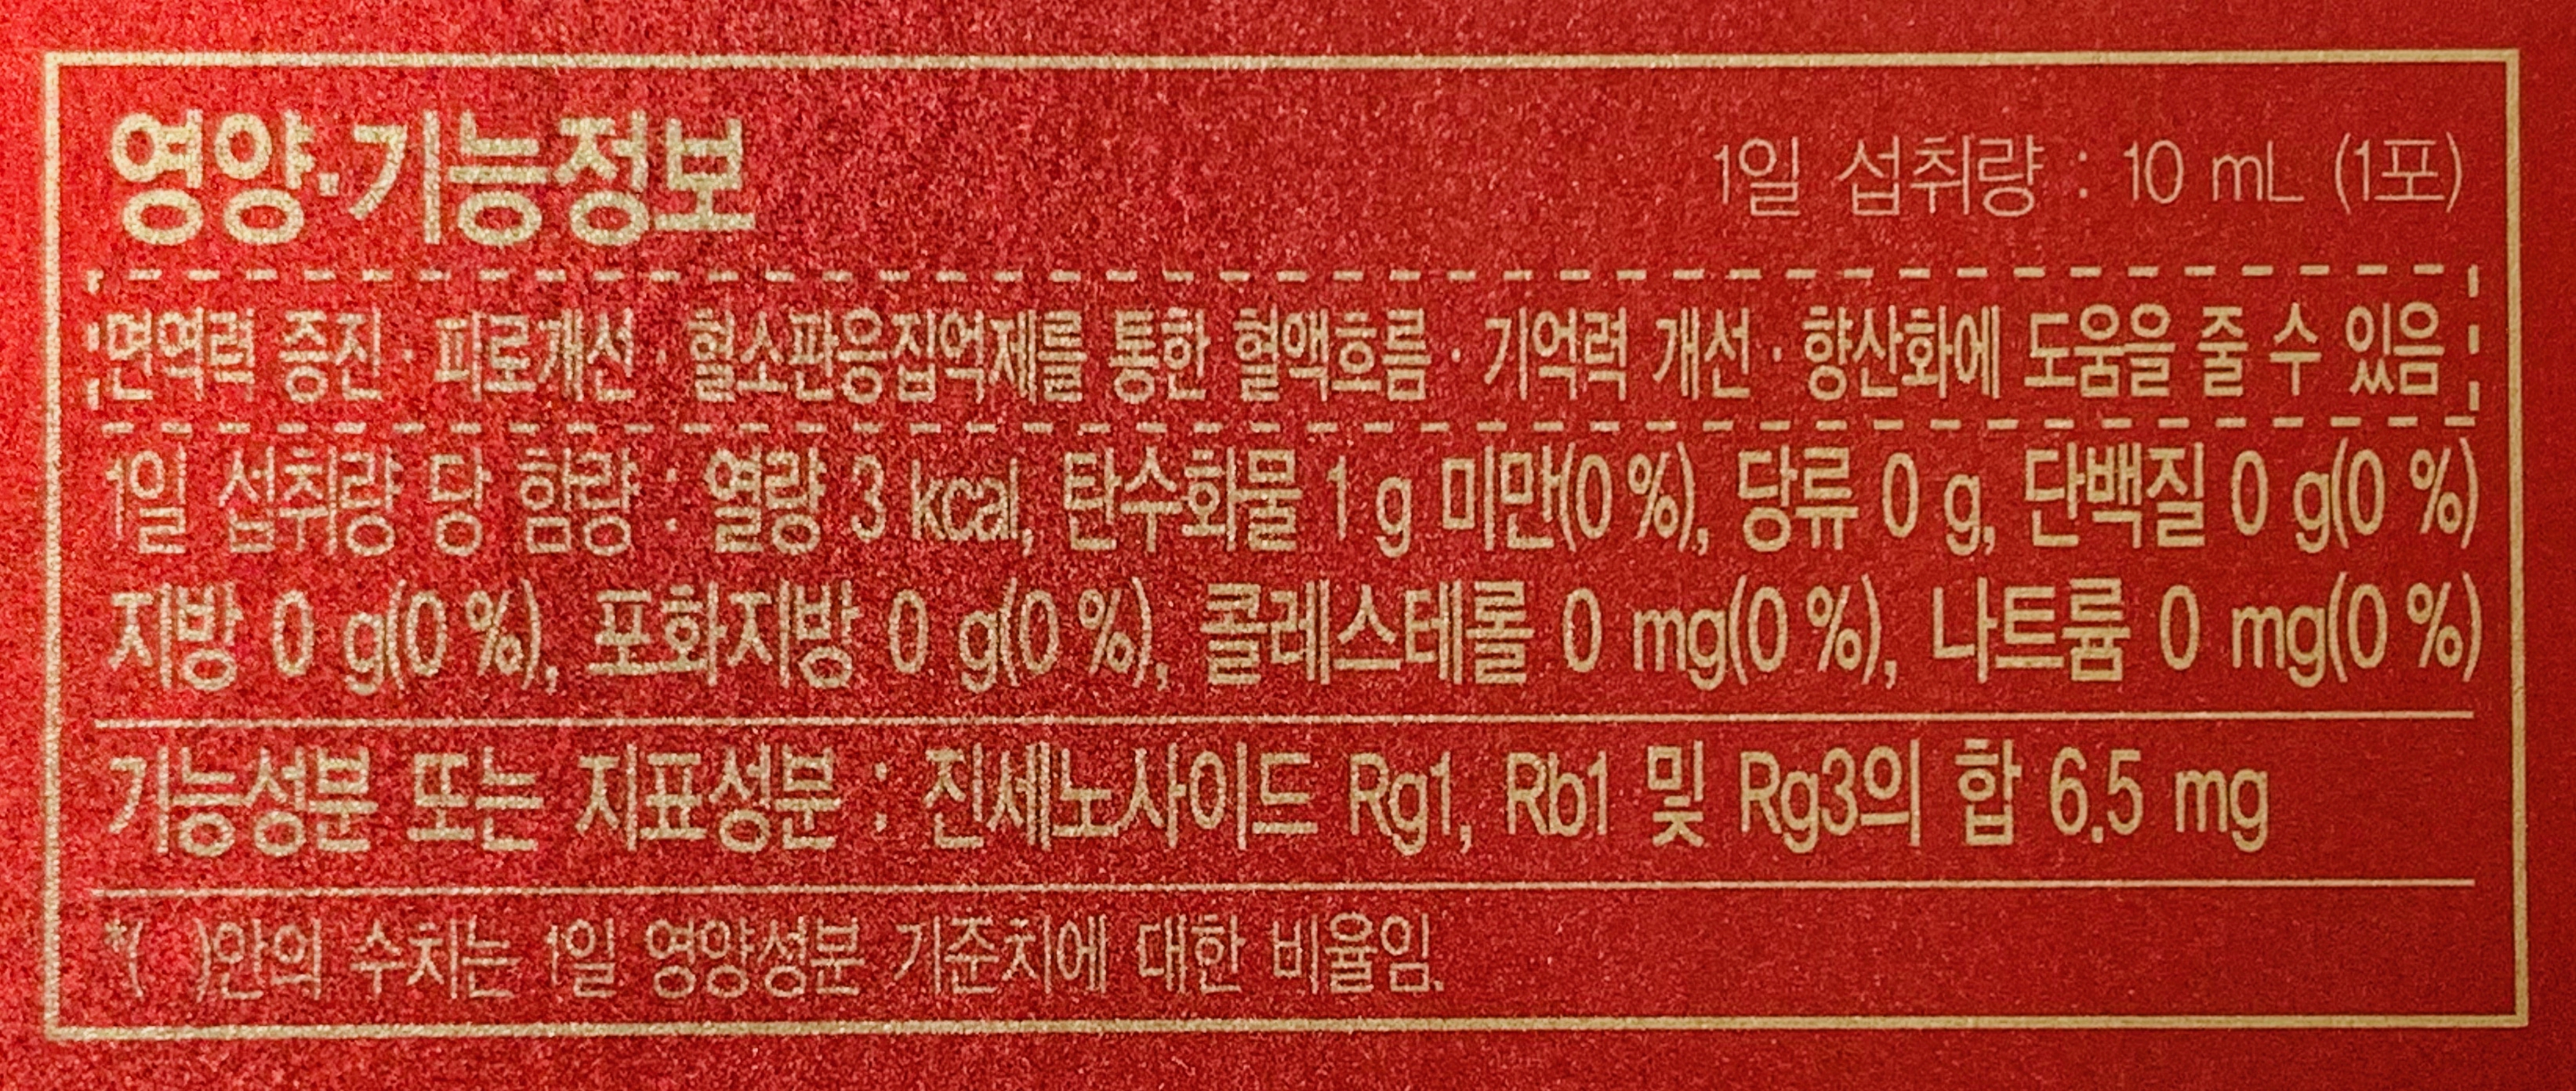 영양·기능정보
1일 섭취량 : 10 mL (1포)
면역력 증진·피로개선·혈소판응집억제를 통한 혈액흐름·기억력 개선·항산화에 도움을 줄 수 있음
1일 섭취량 당 함량 : 열량 3 kcal, 탄수화물 1 g 미만(0 %), 당류 0 g, 단백질 0 g(0 %)
지방 0 g(0 %), 포화지방 0 g(0 %), 콜레스테롤 0 mg(0 %), 나트륨 0 mg(0 %)
기능성분 또는 지표성분 : 진세노사이드 Rg1, Rb1 및 Rg3의 합 6.5 mg
*( )안의 수치는 1일 영양성분 기준치에 대한 비율임.